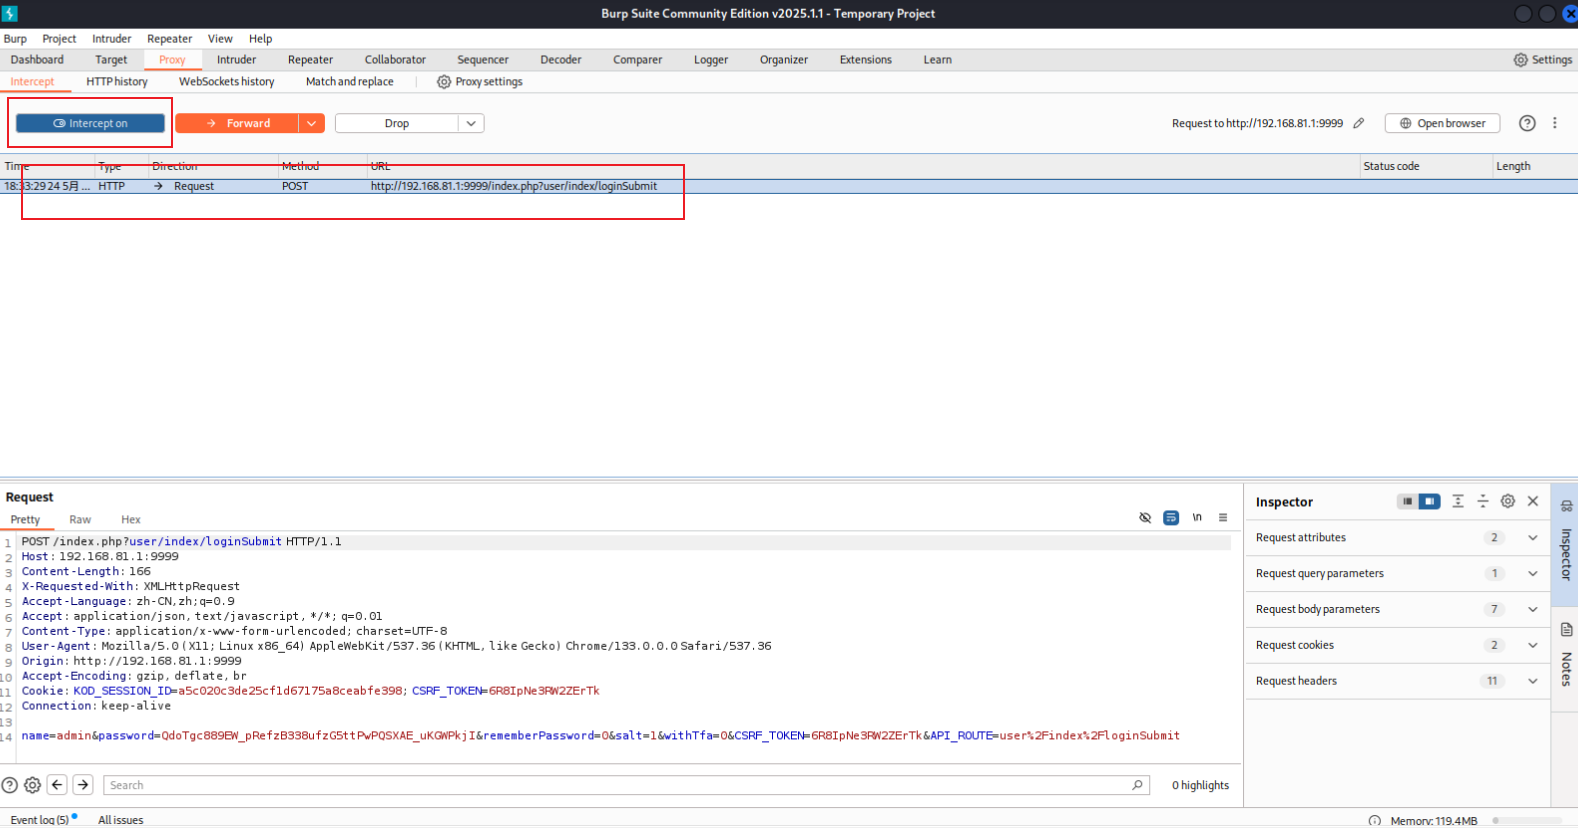 Burp Suite Community Edition v2025.1.1 - Temporary Project
Burp Project Intruder Repeater View Help
Dashboard Target Proxy Intruder Repeater Collaborator Sequencer Decoder Comparer Logger Organizer Extensions Learn Settings
Intercept HTTP history WebSockets history Match and replace Proxy settings
Intercept on → Forward Drop Request to http://192.168.81.1:9999 Open browser
Time Type Direction Method URL Status code Length
18:33:29 24 5月 ... HTTP → Request POST http://192.168.81.1:9999/index.php?user/index/loginSubmit
Request
Pretty Raw Hex \n
1 POST /index.php?user/index/loginSubmit HTTP/1.1
2 Host: 192.168.81.1:9999
3 Content-Length: 166
4 X-Requested-With: XMLHttpRequest
5 Accept-Language: zh-CN,zh;q=0.9
6 Accept: application/json, text/javascript, */*; q=0.01
7 Content-Type: application/x-www-form-urlencoded; charset=UTF-8
8 User-Agent: Mozilla/5.0 (X11; Linux x86_64) AppleWebKit/537.36 (KHTML, like Gecko) Chrome/133.0.0.0 Safari/537.36
9 Origin: http://192.168.81.1:9999
10 Accept-Encoding: gzip, deflate, br
11 Cookie: KOD_SESSION_ID=a5c020c3de25cf1d67175a8ceabfe398; CSRF_TOKEN=6R8IpNe3RW2ZErTk
12 Connection: keep-alive
13
14 name=admin&password=QdoTgc889EW_pRefzB338ufzG5ttPwPQSXAE_uKGWPkjI&rememberPassword=0&salt=1&withTfa=0&CSRF_TOKEN=6R8IpNe3RW2ZErTk&API_ROUTE=user%2Findex%2FloginSubmit
Search 0 highlights
Inspector
Request attributes 2
Request query parameters 1
Request body parameters 7
Request cookies 2
Request headers 11
Inspector
Notes
Event log (5) All issues Memory: 119.4MB